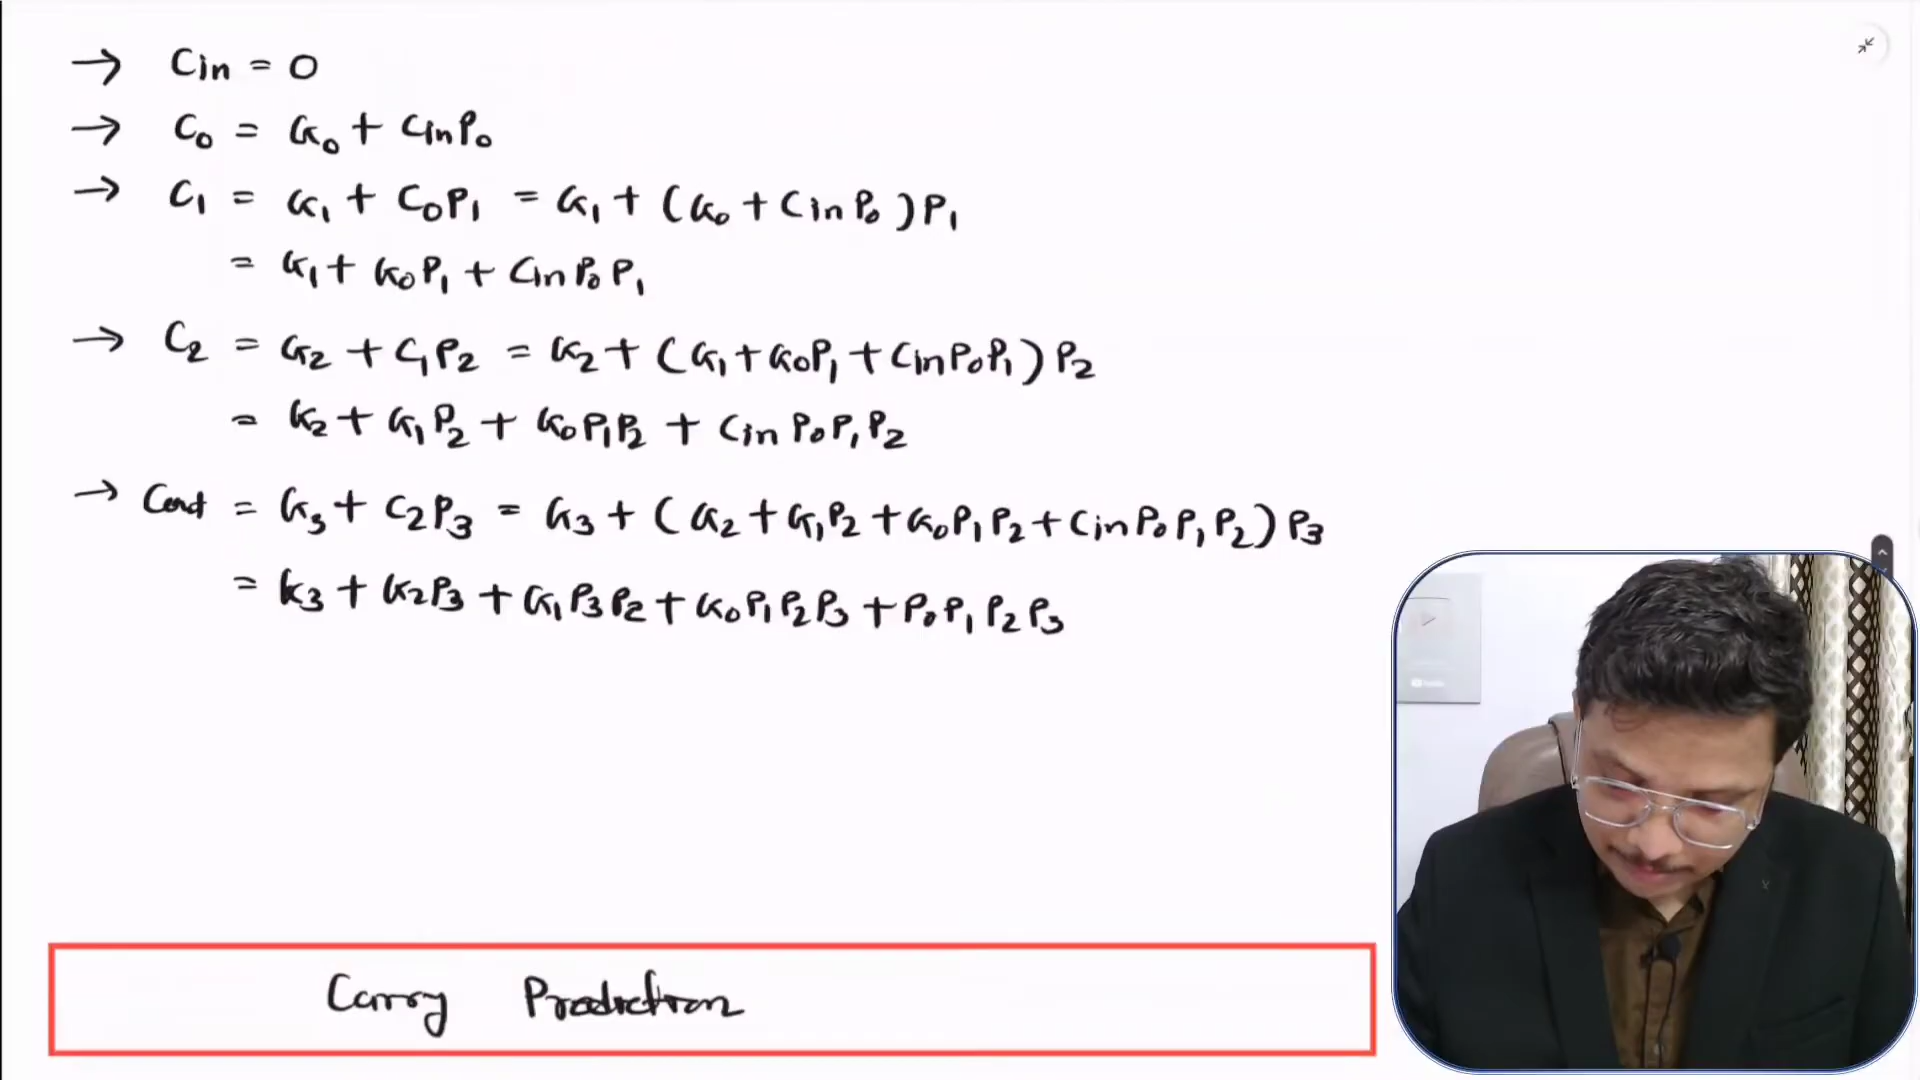 → Cin = 0
→ C0 = G0 + CinP0
→ C1 = G1 + C0P1 = G1 + (G0 + CinP0)P1
= G1 + G0P1 + CinP0P1
→ C2 = G2 + C1P2 = G2 + (G1 + G0P1 + CinP0P1)P2
= G2 + G1P2 + G0P1P2 + CinP0P1P2
→ Cout = G3 + C2P3 = G3 + (G2 + G1P2 + G0P1P2 + CinP0P1P2)P3
= G3 + G2P3 + G1P3P2 + G0P1P2P3 + P0P1P2P3
Carry Prediction